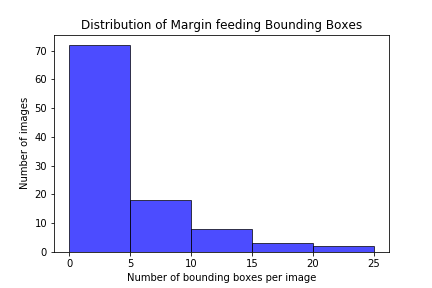 Distribution of Margin feeding Bounding Boxes
Number of images
70
60
50
40
30
20
10
0
0 5 10 15 20 25
Number of bounding boxes per image